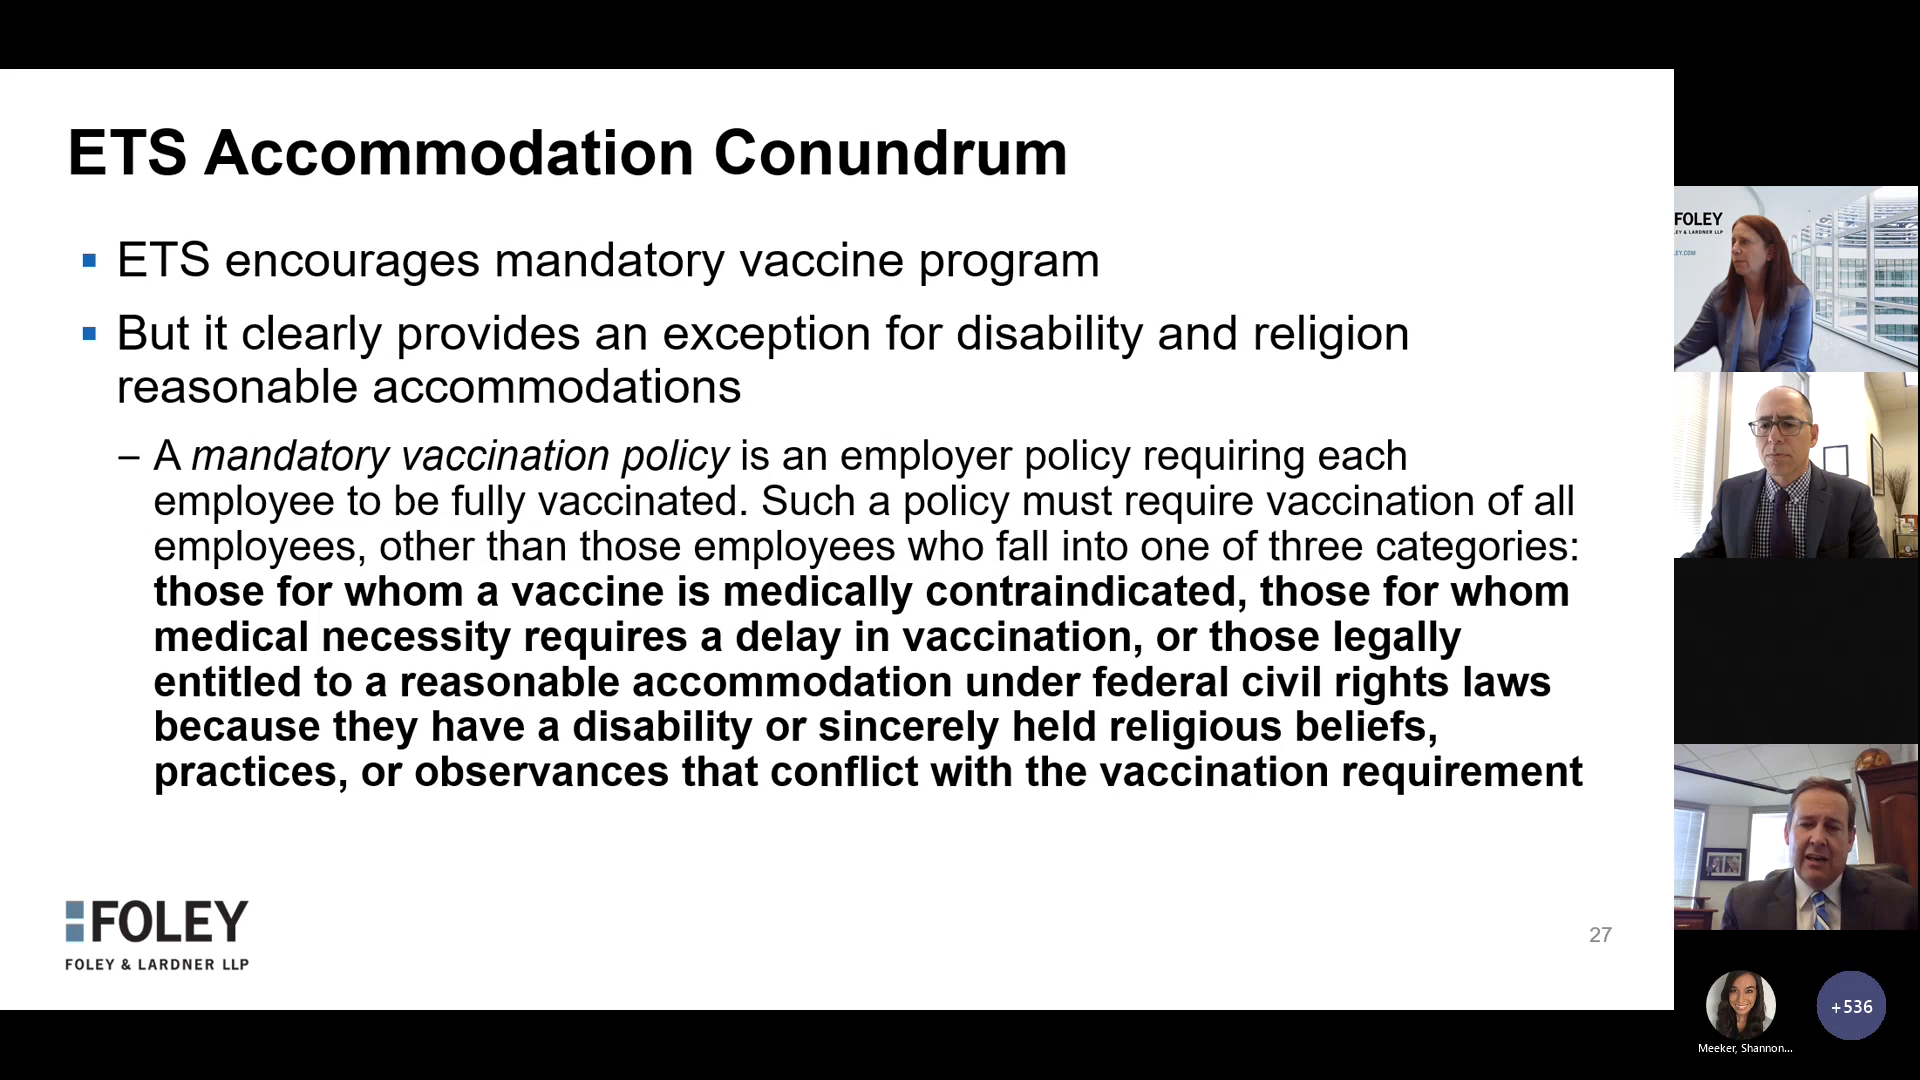 ETS Accommodation Conundrum
▪ ETS encourages mandatory vaccine program
▪ But it clearly provides an exception for disability and religion
reasonable accommodations
– A mandatory vaccination policy is an employer policy requiring each
employee to be fully vaccinated. Such a policy must require vaccination of all
employees, other than those employees who fall into one of three categories:
those for whom a vaccine is medically contraindicated, those for whom
medical necessity requires a delay in vaccination, or those legally
entitled to a reasonable accommodation under federal civil rights laws
because they have a disability or sincerely held religious beliefs,
practices, or observances that conflict with the vaccination requirement
FOLEY
FOLEY & LARDNER LLP
27
FOLEY
EY & LARDNER LLP
EY.COM
Meeker, Shannon...
+536